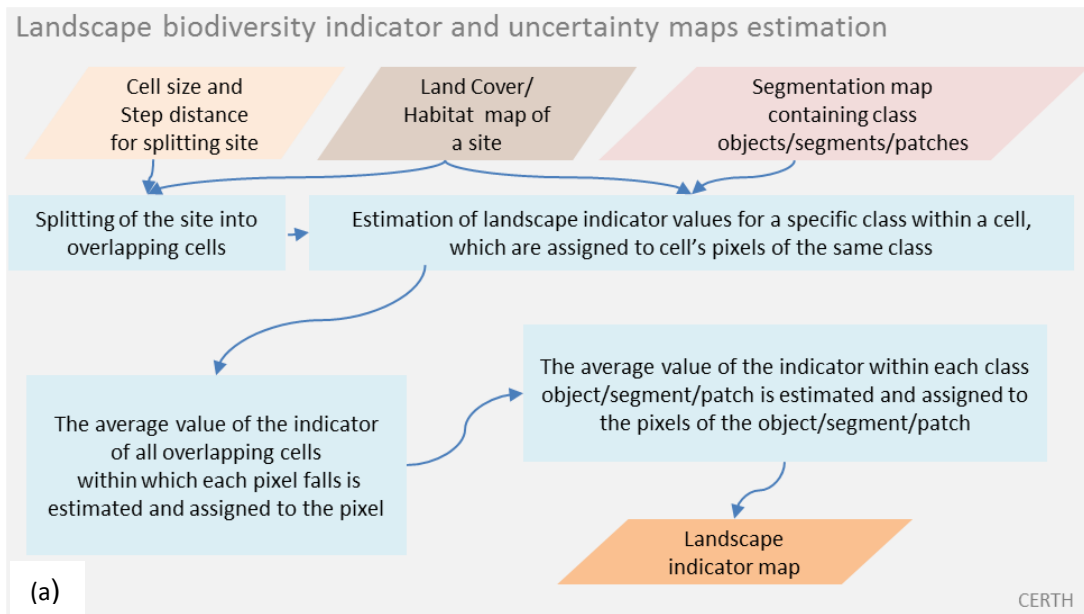 Landscape biodiversity indicator and uncertainty maps estimation
Cell size and
Step distance
for splitting site
Land Cover/
Habitat map of
a site
Segmentation map
containing class
objects/segments/patches
Splitting of the site into
overlapping cells
Estimation of landscape indicator values for a specific class within a cell,
which are assigned to cell's pixels of the same class
The average value of the indicator
of all overlapping cells
within which each pixel falls is
estimated and assigned to the pixel
The average value of the indicator within each class
object/segment/patch is estimated and assigned to
the pixels of the object/segment/patch
Landscape
indicator map
(a)
CERTH